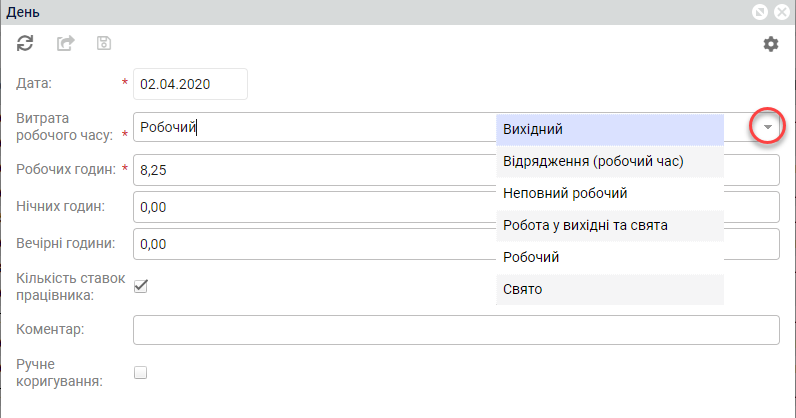 День
Дата: * 02.04.2020
Витрата
робочого часу: * Робочий
Вихідний
Відрядження (робочий час)
Неповний робочий
Робота у вихідні та свята
Робочий
Свято
Робочих годин: * 8,25
Нічних годин: 0,00
Вечірні години: 0,00
Кількість ставок
працівника:
Коментар:
Ручне
коригування: